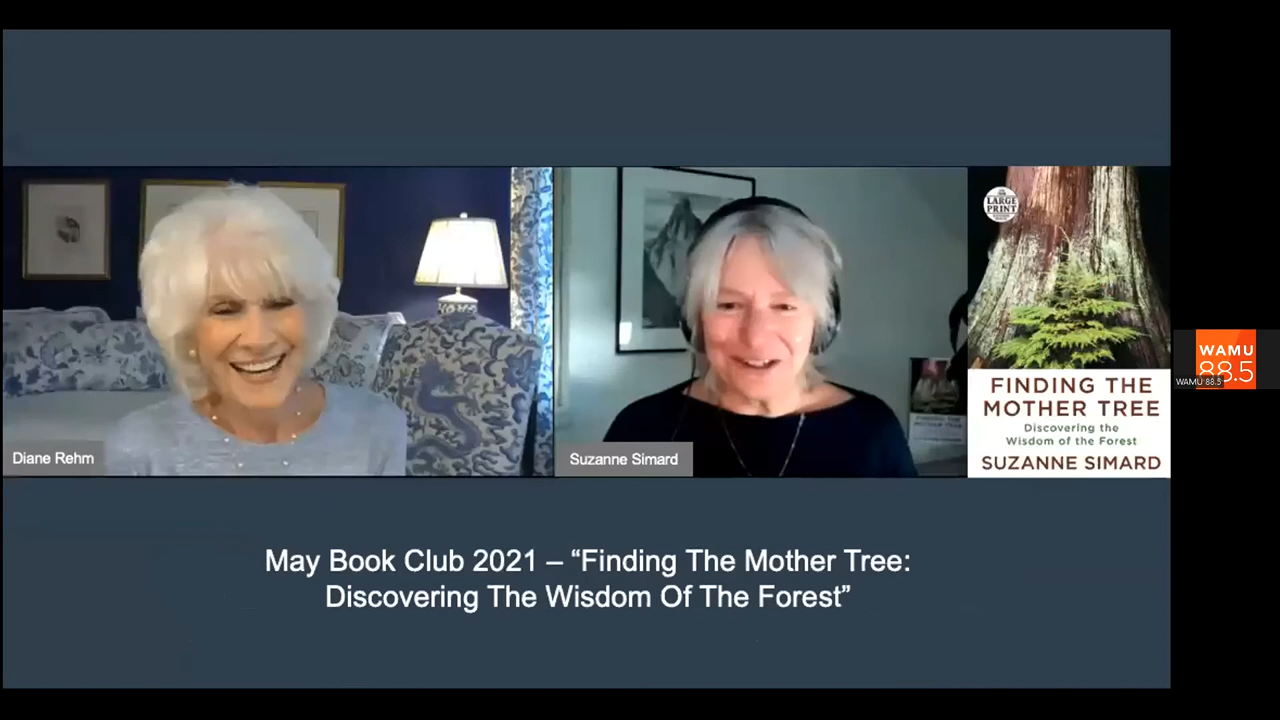 LARGE
PRINT
FINDING THE
MOTHER TREE
Discovering the
Wisdom of the Forest
SUZANNE SIMARD
Diane Rehm
Suzanne Simard
WAMU
88.5
WAMU 88.5
May Book Club 2021 – “Finding The Mother Tree:
Discovering The Wisdom Of The Forest”